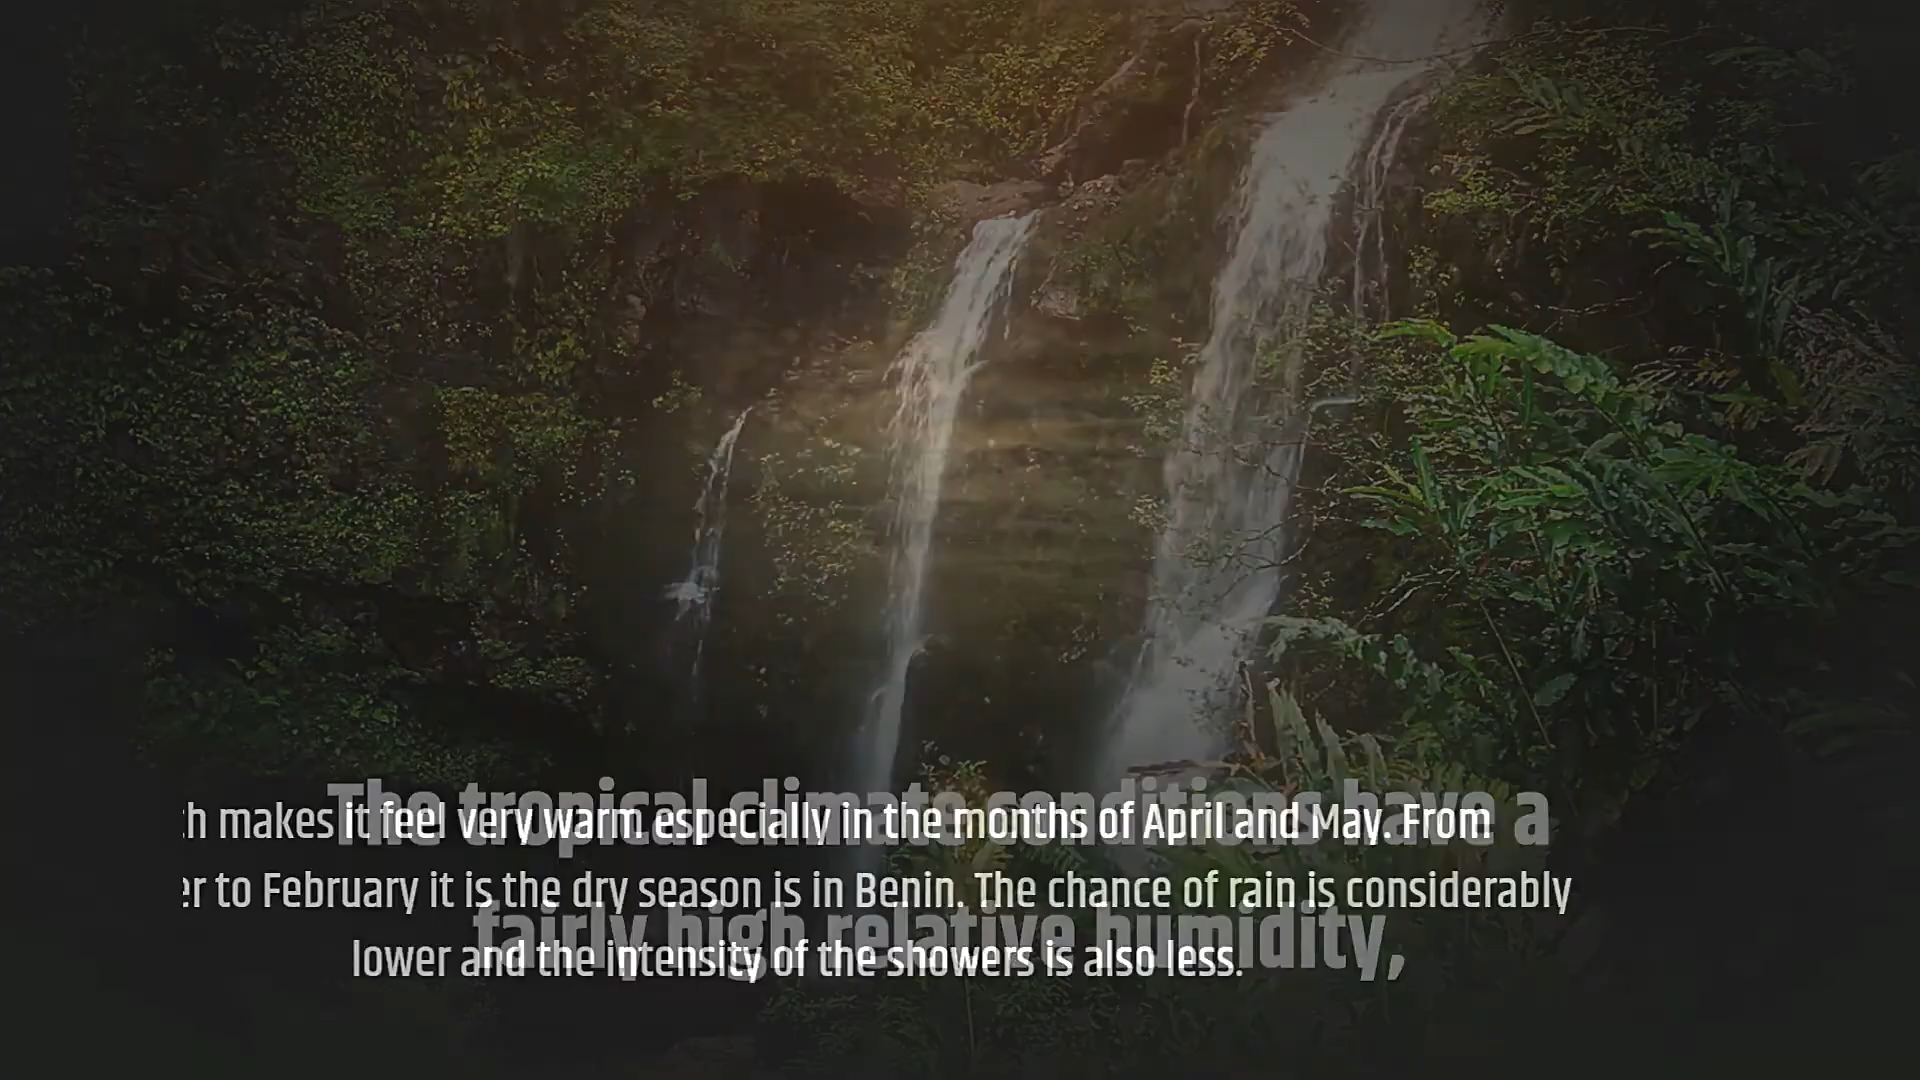 The tropical climate conditions have a
fairly high relative humidity,
makes it feel very warm especially in the months of April and May. From
to February it is the dry season is in Benin. The chance of rain is considerably
lower and the intensity of the showers is also less.